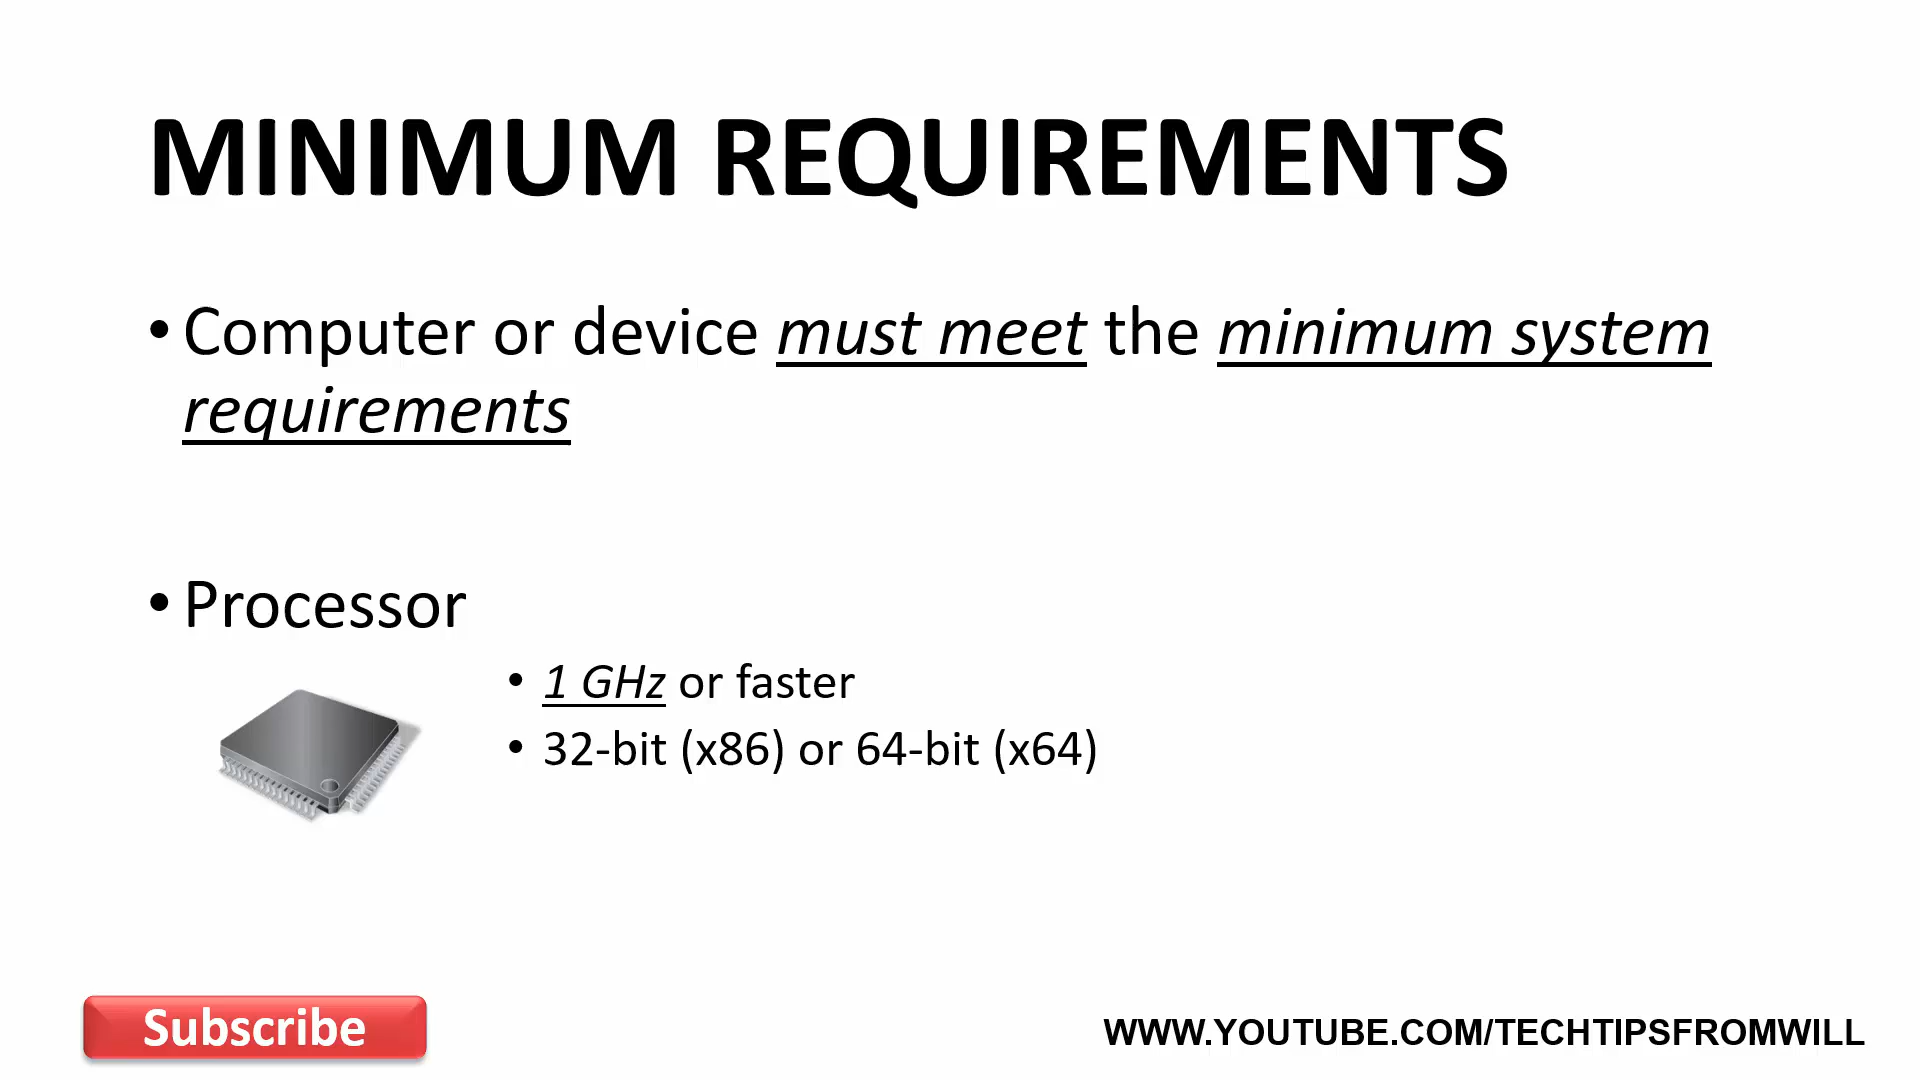 MINIMUM REQUIREMENTS
• Computer or device must meet the minimum system
requirements
• Processor
• 1 GHz or faster
• 32-bit (x86) or 64-bit (x64)
Subscribe
WWW.YOUTUBE.COM/TECHTIPSFROMWILL